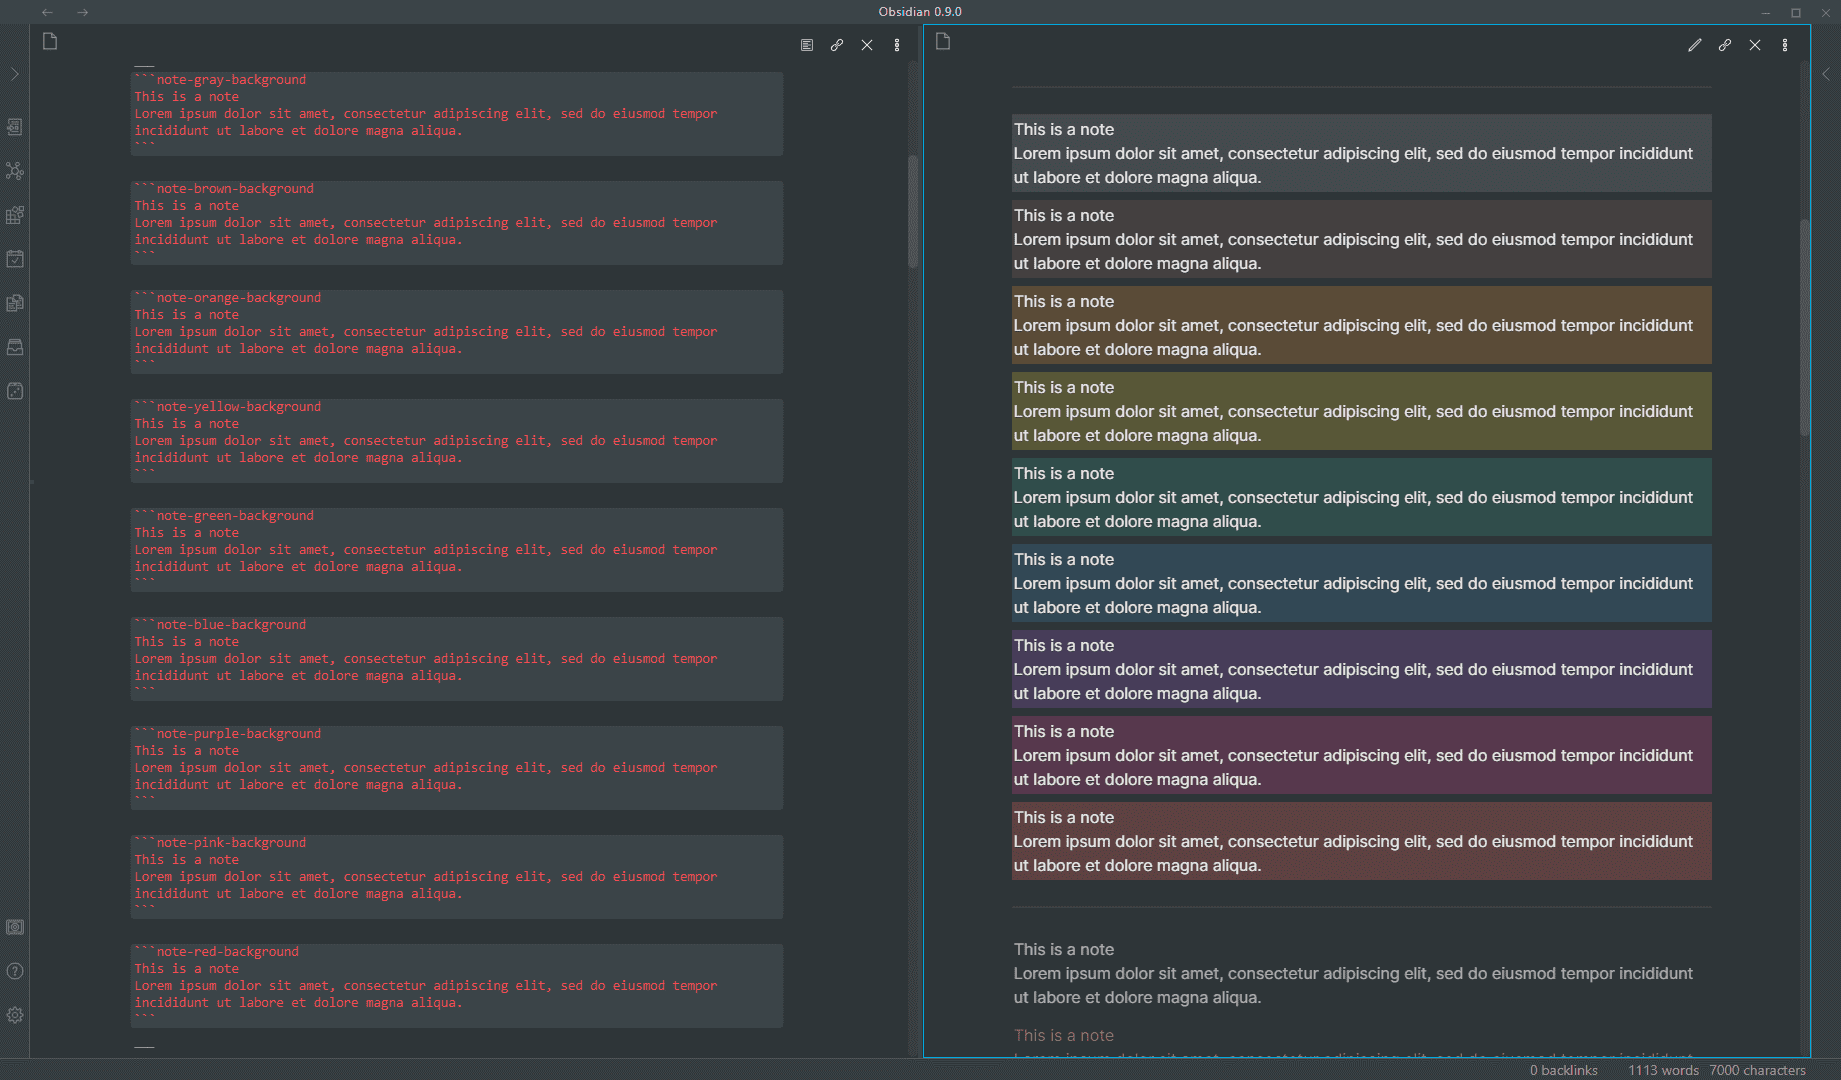 Obsidian 0.9.0
```note-gray-background
This is a note
Lorem ipsum dolor sit amet, consectetur adipiscing elit, sed do eiusmod tempor
incididunt ut labore et dolore magna aliqua.
```
```note-brown-background
This is a note
Lorem ipsum dolor sit amet, consectetur adipiscing elit, sed do eiusmod tempor
incididunt ut labore et dolore magna aliqua.
```
```note-orange-background
This is a note
Lorem ipsum dolor sit amet, consectetur adipiscing elit, sed do eiusmod tempor
incididunt ut labore et dolore magna aliqua.
```
```note-yellow-background
This is a note
Lorem ipsum dolor sit amet, consectetur adipiscing elit, sed do eiusmod tempor
incididunt ut labore et dolore magna aliqua.
```
```note-green-background
This is a note
Lorem ipsum dolor sit amet, consectetur adipiscing elit, sed do eiusmod tempor
incididunt ut labore et dolore magna aliqua.
```
```note-blue-background
This is a note
Lorem ipsum dolor sit amet, consectetur adipiscing elit, sed do eiusmod tempor
incididunt ut labore et dolore magna aliqua.
```
```note-purple-background
This is a note
Lorem ipsum dolor sit amet, consectetur adipiscing elit, sed do eiusmod tempor
incididunt ut labore et dolore magna aliqua.
```
```note-pink-background
This is a note
Lorem ipsum dolor sit amet, consectetur adipiscing elit, sed do eiusmod tempor
incididunt ut labore et dolore magna aliqua.
```
```note-red-background
This is a note
Lorem ipsum dolor sit amet, consectetur adipiscing elit, sed do eiusmod tempor
incididunt ut labore et dolore magna aliqua.
```
This is a note
Lorem ipsum dolor sit amet, consectetur adipiscing elit, sed do eiusmod tempor incididunt
ut labore et dolore magna aliqua.
This is a note
Lorem ipsum dolor sit amet, consectetur adipiscing elit, sed do eiusmod tempor incididunt
ut labore et dolore magna aliqua.
This is a note
Lorem ipsum dolor sit amet, consectetur adipiscing elit, sed do eiusmod tempor incididunt
ut labore et dolore magna aliqua.
This is a note
Lorem ipsum dolor sit amet, consectetur adipiscing elit, sed do eiusmod tempor incididunt
ut labore et dolore magna aliqua.
This is a note
Lorem ipsum dolor sit amet, consectetur adipiscing elit, sed do eiusmod tempor incididunt
ut labore et dolore magna aliqua.
This is a note
Lorem ipsum dolor sit amet, consectetur adipiscing elit, sed do eiusmod tempor incididunt
ut labore et dolore magna aliqua.
This is a note
Lorem ipsum dolor sit amet, consectetur adipiscing elit, sed do eiusmod tempor incididunt
ut labore et dolore magna aliqua.
This is a note
Lorem ipsum dolor sit amet, consectetur adipiscing elit, sed do eiusmod tempor incididunt
ut labore et dolore magna aliqua.
This is a note
Lorem ipsum dolor sit amet, consectetur adipiscing elit, sed do eiusmod tempor incididunt
ut labore et dolore magna aliqua.
This is a note
Lorem ipsum dolor sit amet, consectetur adipiscing elit, sed do eiusmod tempor incididunt
ut labore et dolore magna aliqua.
This is a note
0 backlinks 1113 words 7000 characters